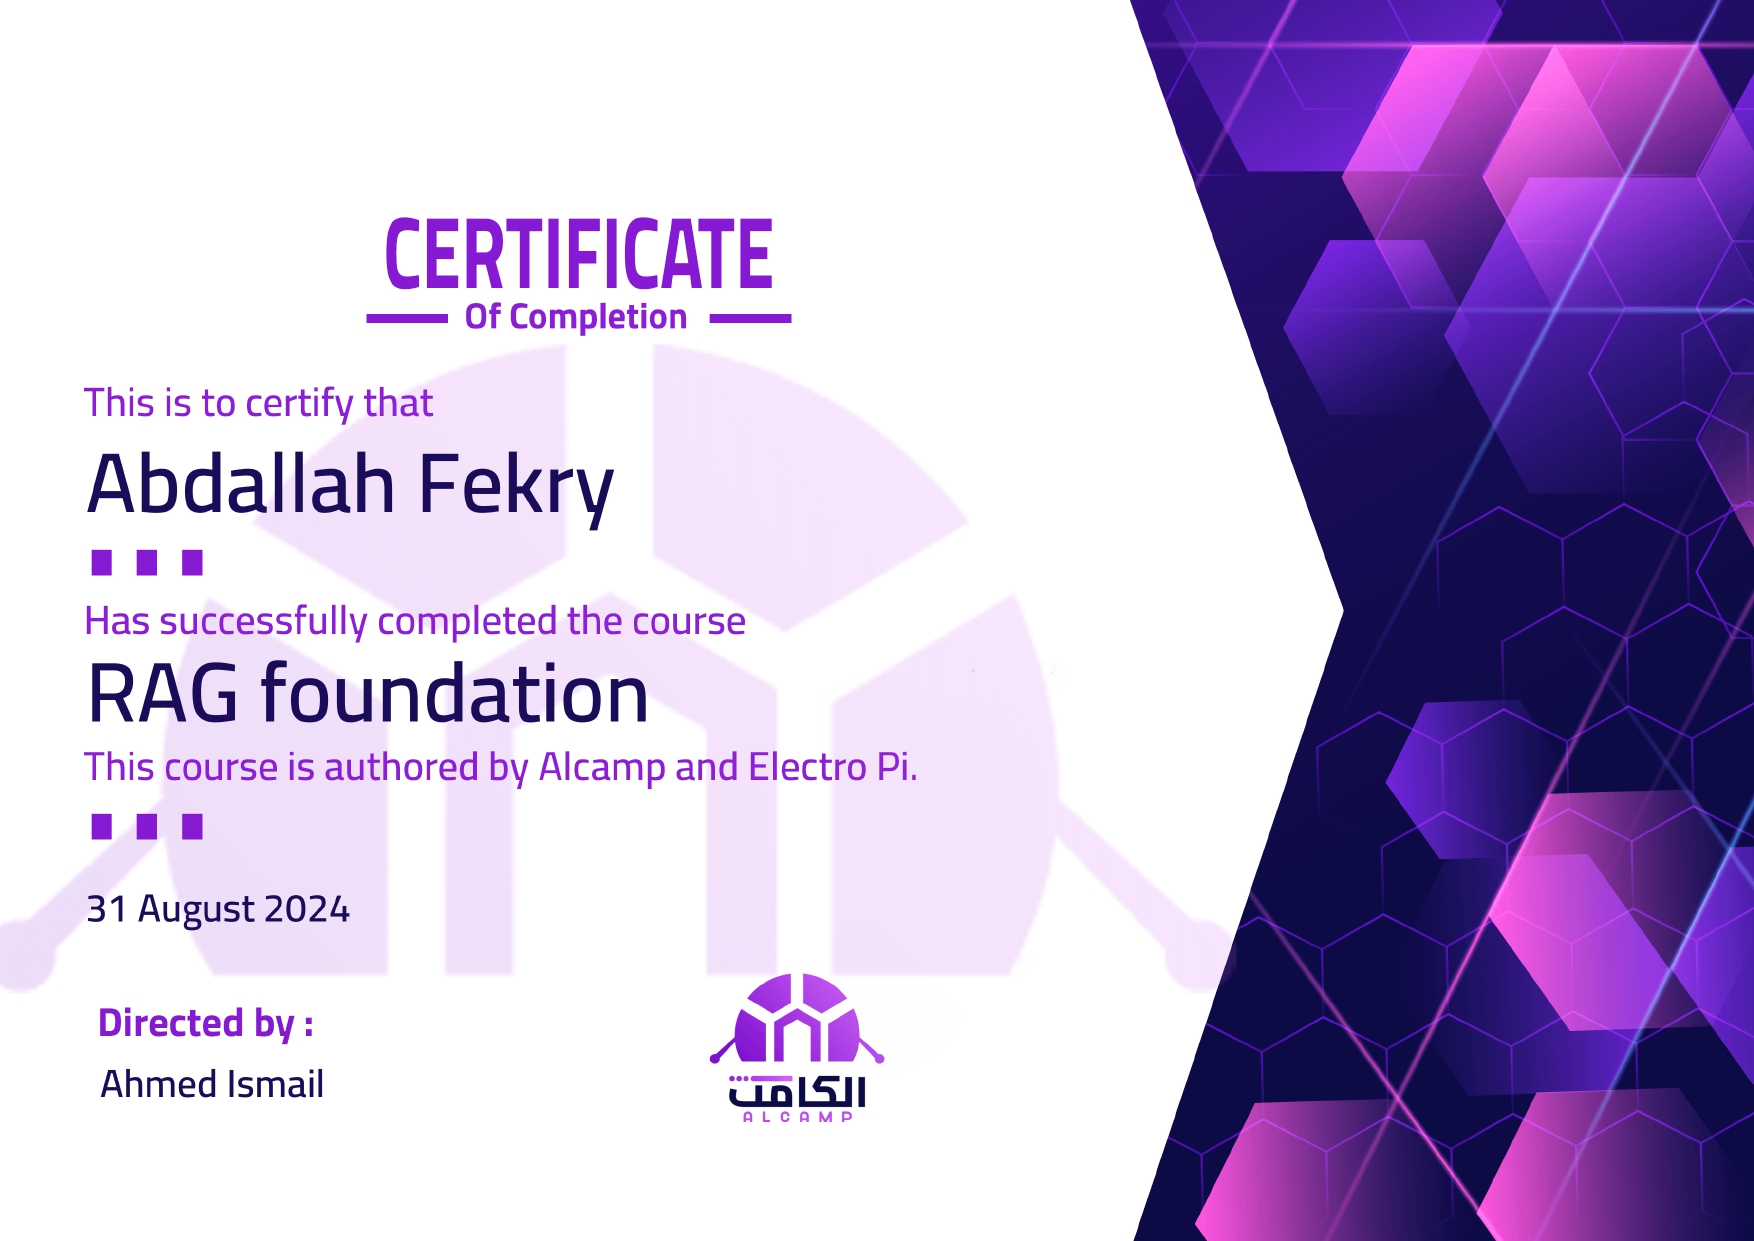 CERTIFICATE
Of Completion
This is to certify that
Abdallah Fekry
Has successfully completed the course
RAG foundation
This course is authored by Alcamp and Electro Pi.
31 August 2024
Directed by :
Ahmed Ismail
الكامب
ALCAMP